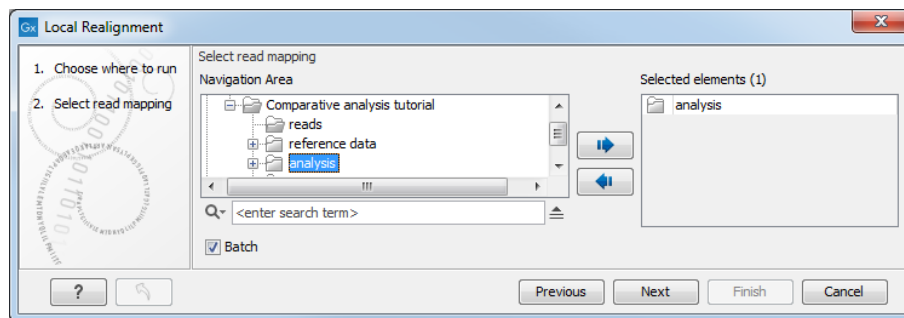 Gx Local Realignment
1. Choose where to run
2. Select read mapping
Select read mapping
Navigation Area
Comparative analysis tutorial
reads
reference data
analysis
<enter search term>
Batch
Selected elements (1)
analysis
?
Previous
Next
Finish
Cancel